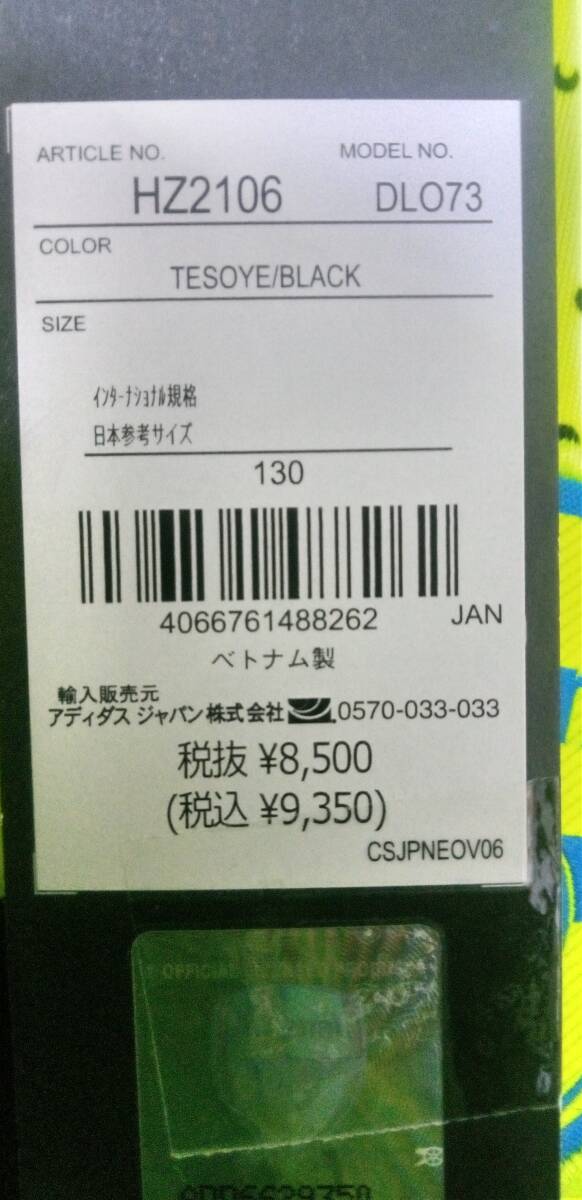 ARTICLE NO. MODEL NO.
HZ2106 DLO73
COLOR
TESOYE/BLACK
SIZE
ｲﾝﾀｰﾅｼｮﾅﾙ規格
日本参考サイズ
130
4066761488262 JAN
ベトナム製
輸入販売元
アディダス ジャパン株式会社 0570-033-033
税抜 ¥8,500
(税込 ¥9,350)
CSJPNEOV06
OFFICIAL